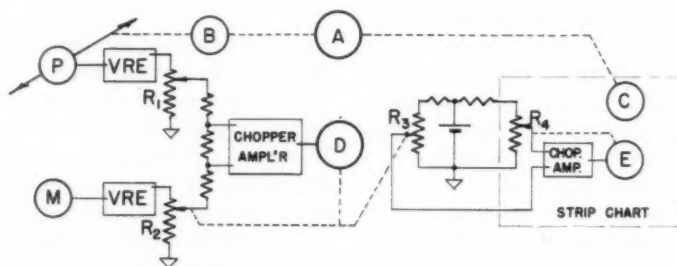 P
B
A
VRE
R1
C
CHOPPER
AMPL'R
D
R3
R4
CHOP.
AMP.
E
M
VRE
R2
STRIP CHART